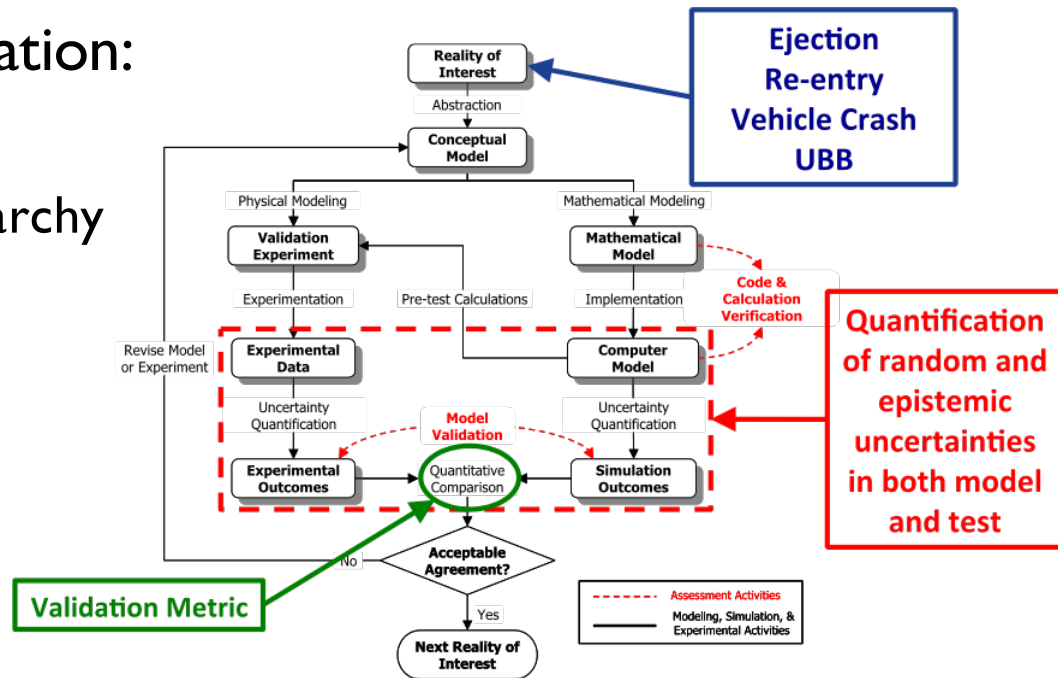 ation:
archy
Reality of
Interest
Ejection
Re-entry
Vehicle Crash
UBB
Abstraction
Conceptual
Model
Physical Modeling
Mathematical Modeling
Validation
Experiment
Mathematical
Model
Code &
Calculation
Verification
Experimentation
Pre-test Calculations
Implementation
Revise Model
or Experiment
Experimental
Data
Computer
Model
Quantification
of random and
epistemic
uncertainties
in both model
and test
Uncertainty
Quantification
Model
Validation
Uncertainty
Quantification
Experimental
Outcomes
Quantitative
Comparison
Simulation
Outcomes
No
Acceptable
Agreement?
Validation Metric
Yes
Next Reality of
Interest
Assessment Activities
Modeling, Simulation, &
Experimental Activities